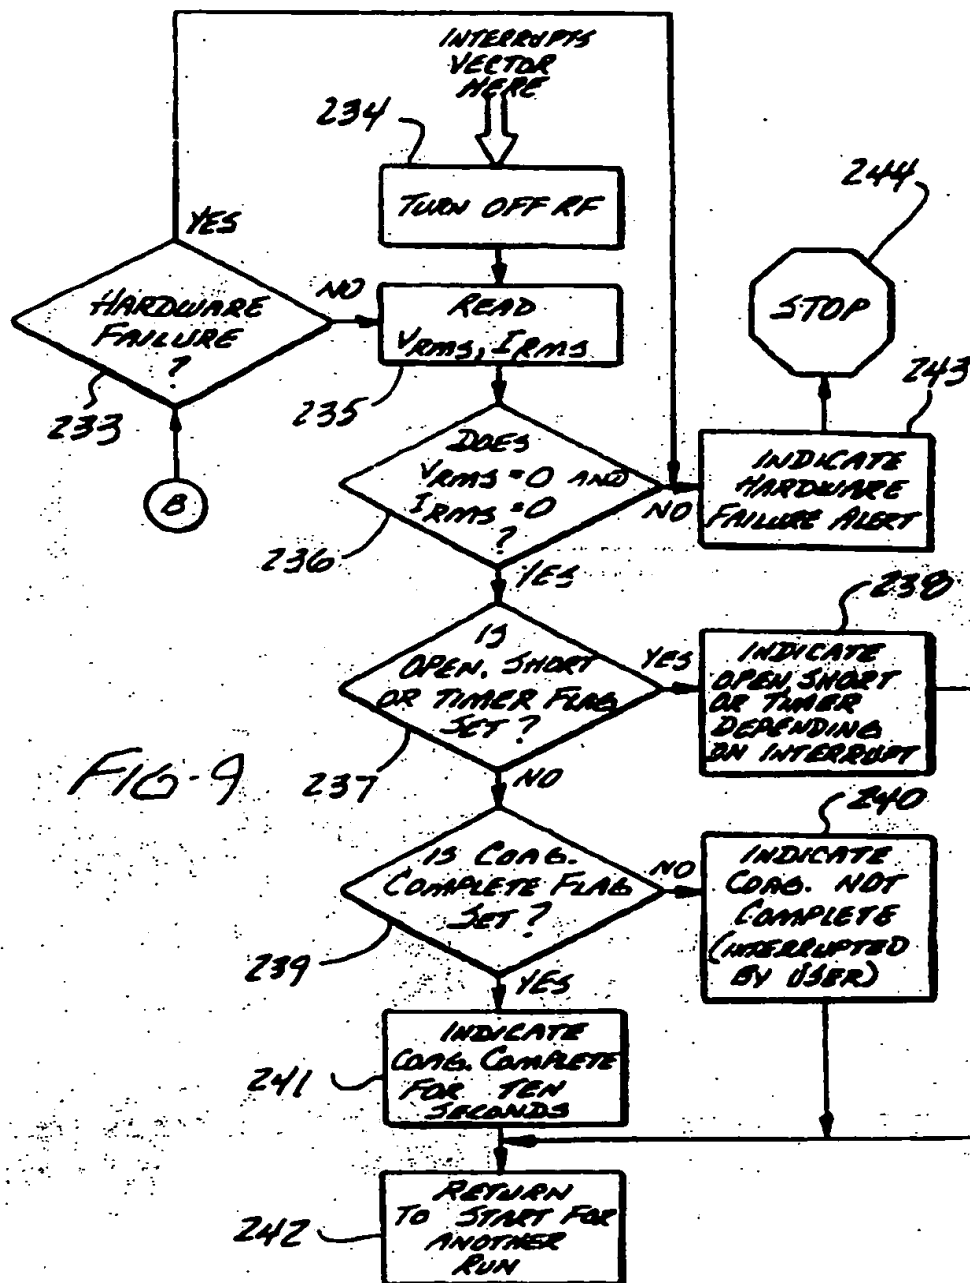 INTERRUPTS
VECTOR
HERE
234
TURN OFF RF
244
STOP
YES
HARDWARE
FAILURE
?
233
NO
READ
VRMS, IRMS
235
B
DOES
VRMS = 0 AND
IRMS = 0
?
236
NO
YES
243
INDICATE
HARDWARE
FAILURE ALERT
IS
OPEN, SHORT
OR TIMER FLAG
SET ?
237
YES
NO
238
INDICATE
OPEN SHORT
OR TIMER
DEPENDING
ON INTERRUPT
FIG-9
IS COAG.
COMPLETE FLAG
SET ?
239
NO
YES
240
INDICATE
COAG. NOT
COMPLETE
(INTERRUPTED
BY USER)
241
INDICATE
COAG. COMPLETE
FOR TEN
SECONDS
242
RETURN
TO START FOR
ANOTHER
RUN